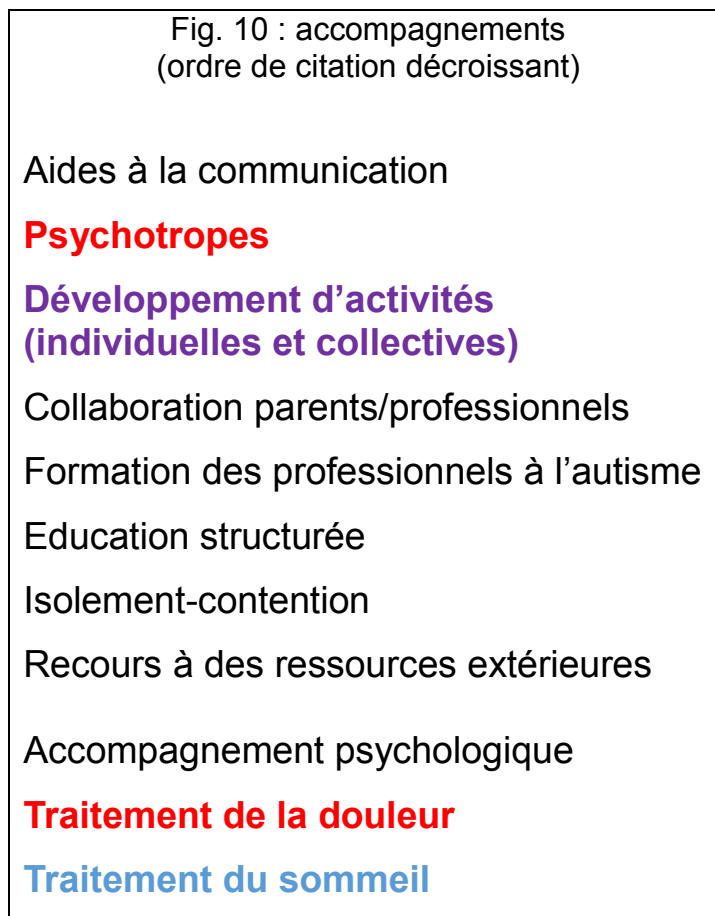 Fig. 10 : accompagnements
(ordre de citation décroissant)
Aides à la communication
Psychotropes
Développement d’activités
(individuelles et collectives)
Collaboration parents/professionnels
Formation des professionnels à l’autisme
Education structurée
Isolement-contention
Recours à des ressources extérieures
Accompagnement psychologique
Traitement de la douleur
Traitement du sommeil